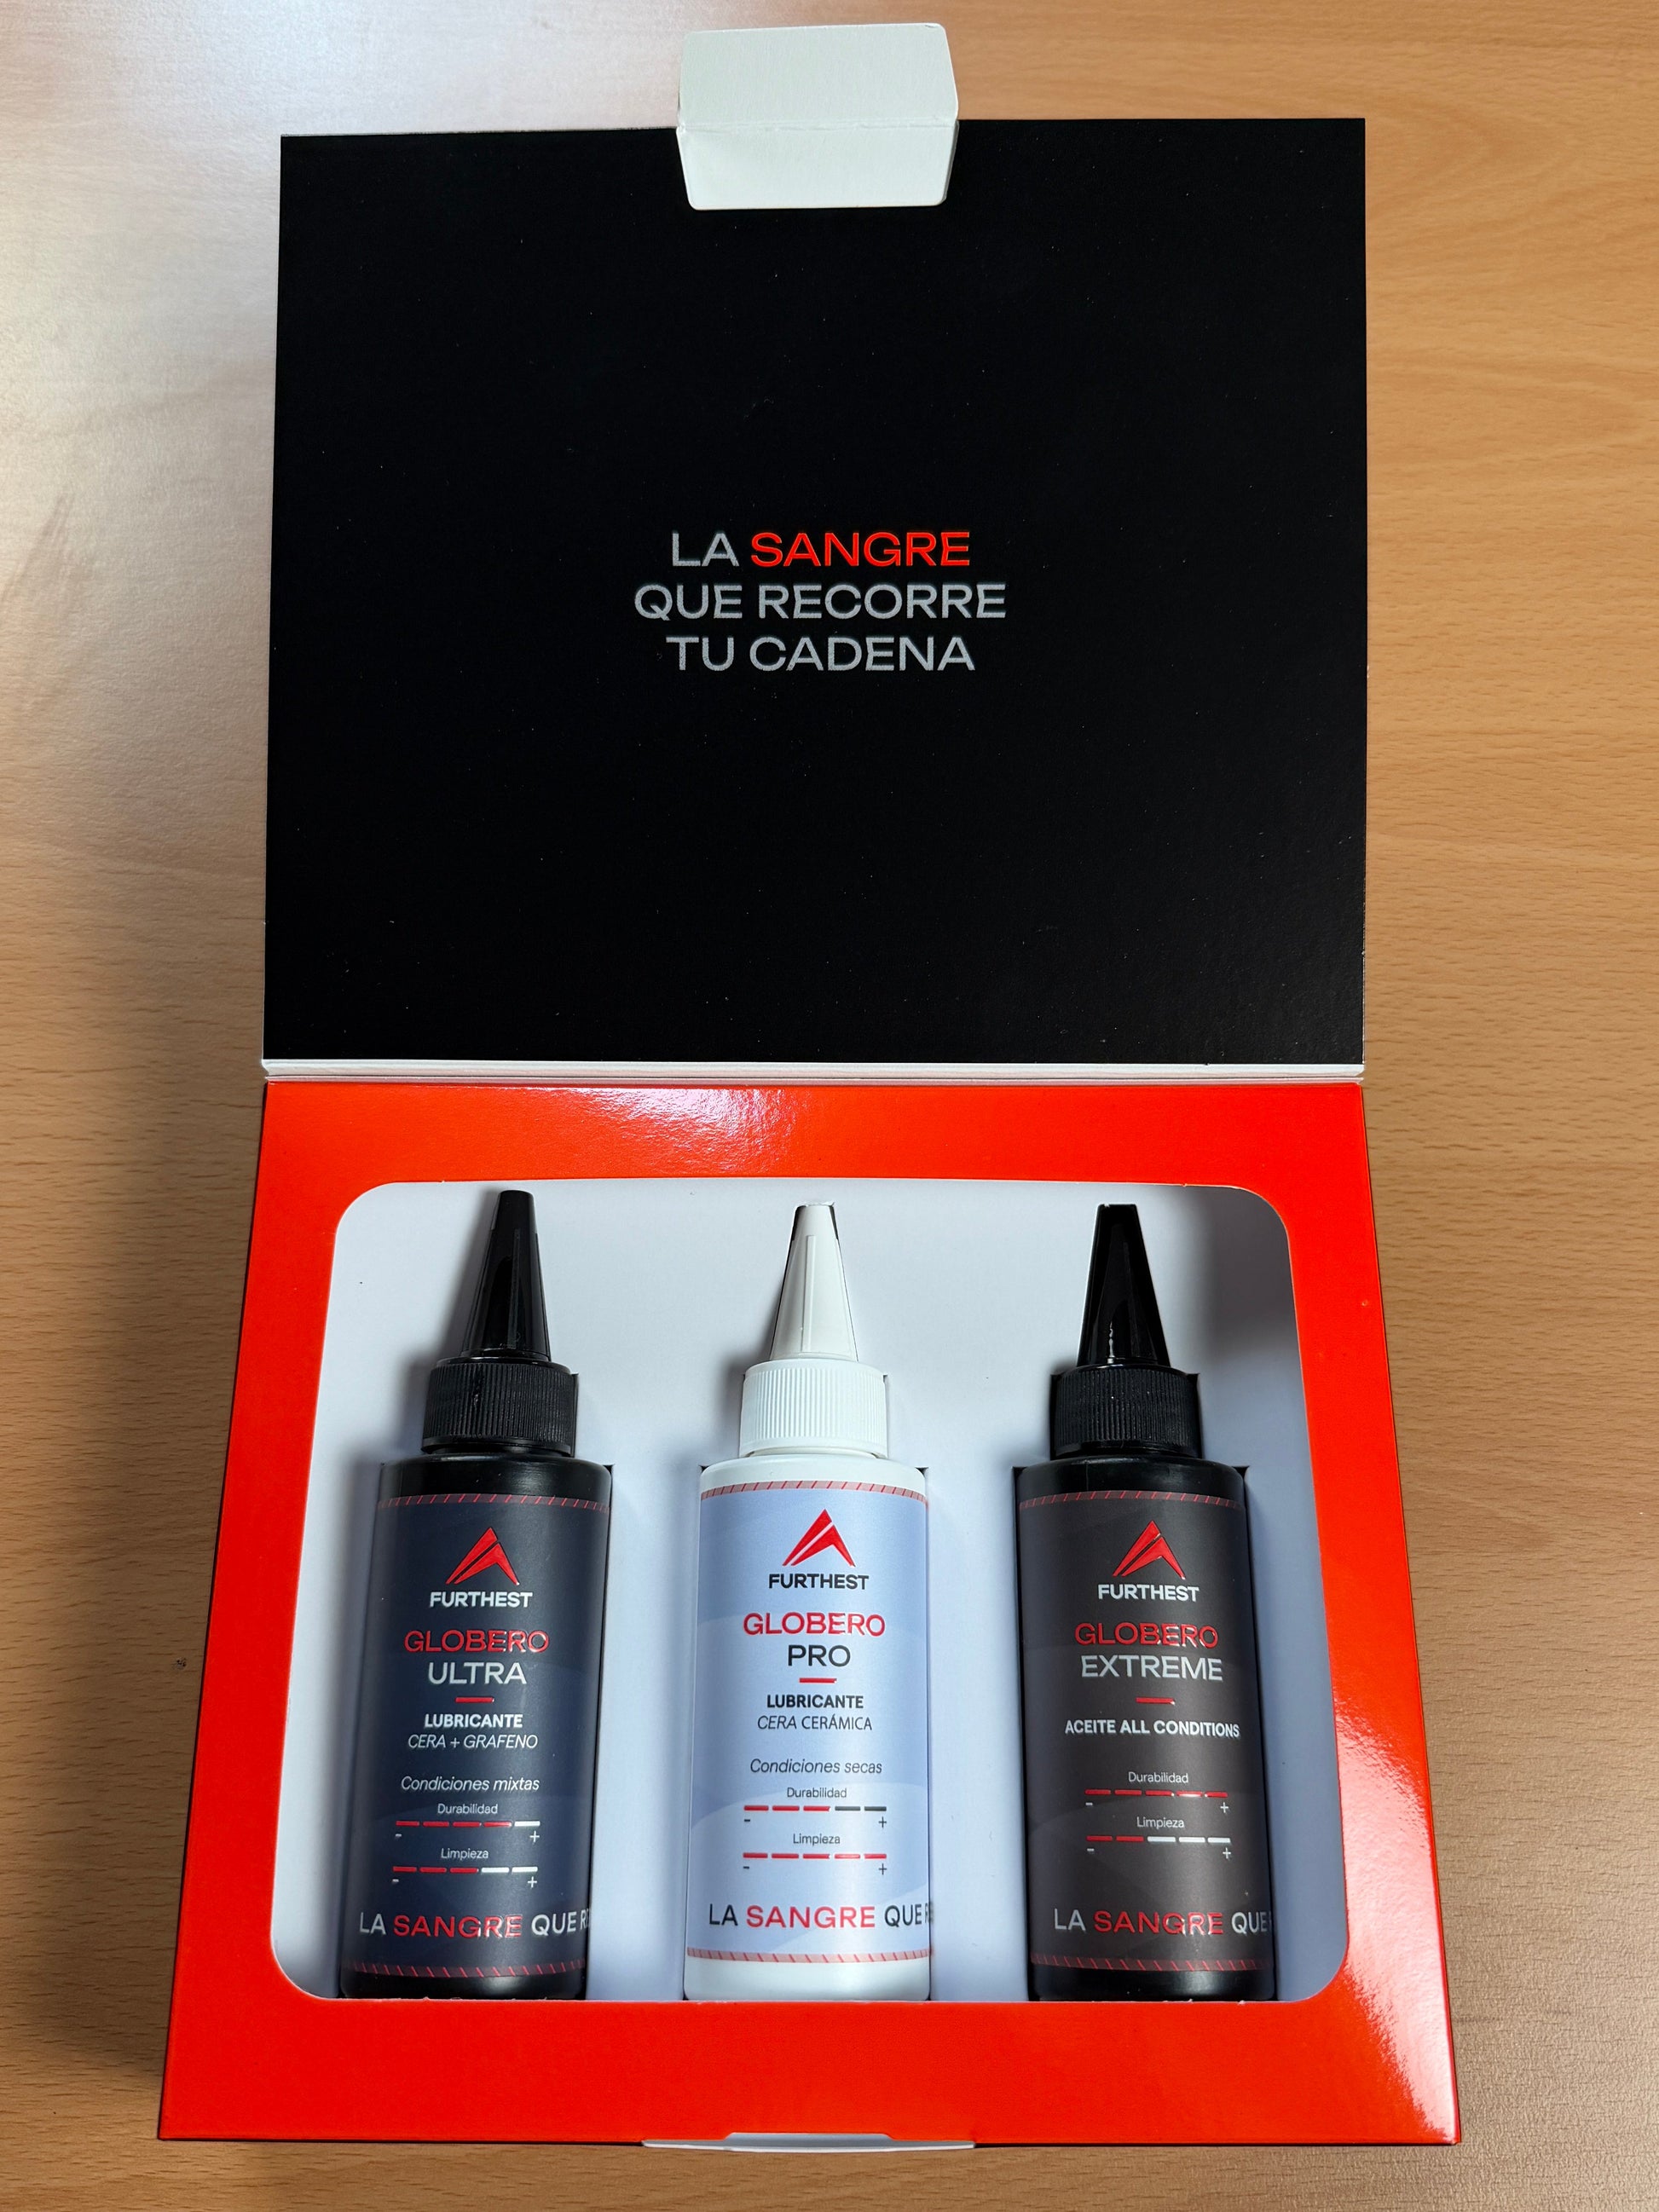 LA SANGRE
QUE RECORRE
TU CADENA
FURTHEST
GLOBERO
ULTRA
LUBRICANTE
CERA + GRAFENO
Condiciones mixtas
Durabilidad
- +
Limpieza
- +
LA SANGRE QUE
FURTHEST
GLOBERO
PRO
LUBRICANTE
CERA CERÁMICA
Condiciones secas
Durabilidad
- +
Limpieza
- +
LA SANGRE QUE
FURTHEST
GLOBERO
EXTREME
ACEITE ALL CONDITIONS
Durabilidad
- +
Limpieza
- +
LA SANGRE QUE